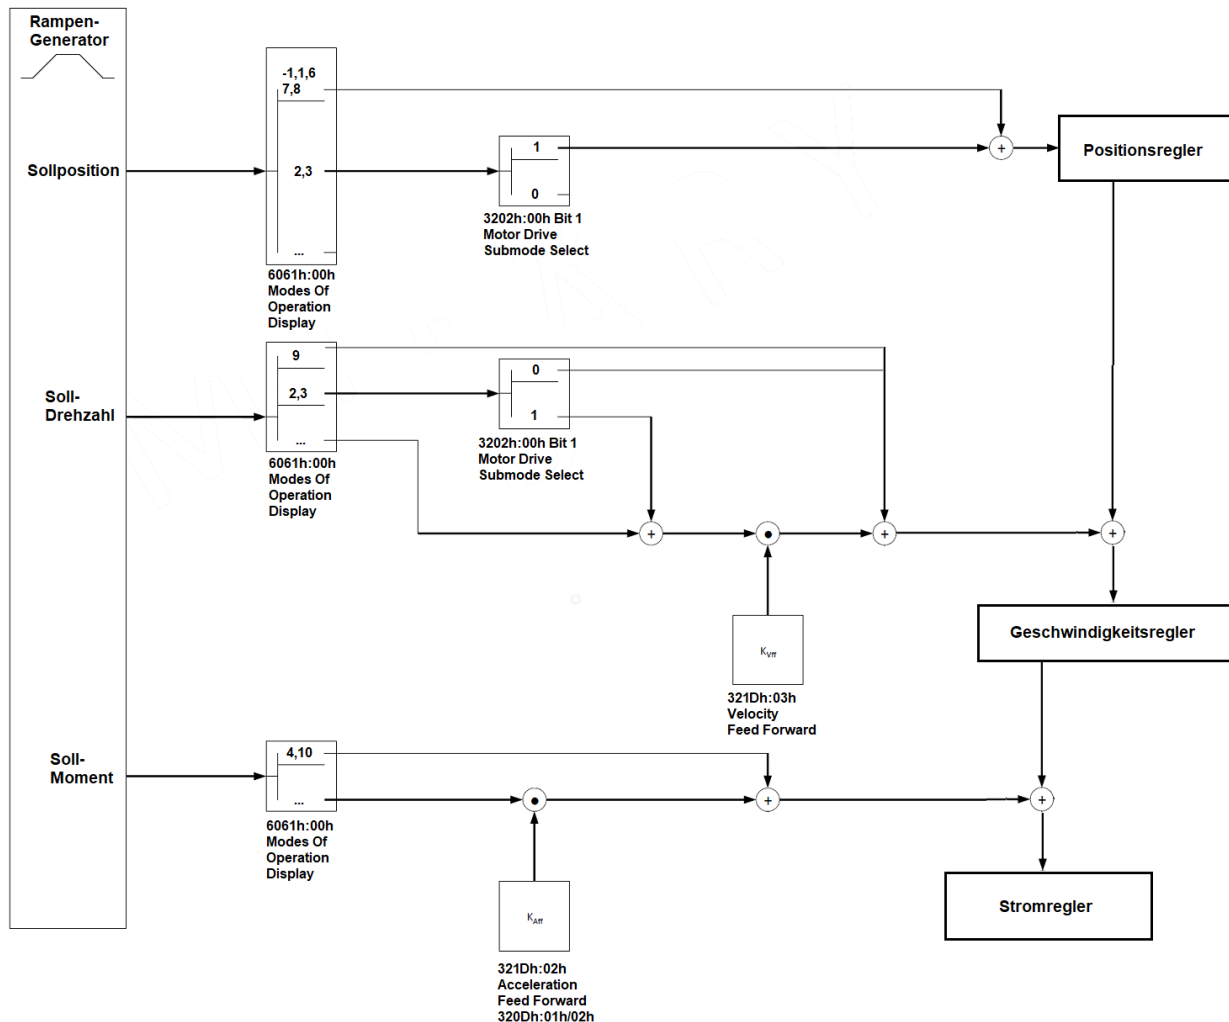 Rampen-
Generator
-1,1,6
7,8
Sollposition
2,3
...
6061h:00h
Modes Of
Operation
Display
1
0
3202h:00h Bit 1
Motor Drive
Submode Select
+
Positionsregler
Soll-
Drehzahl
9
2,3
...
6061h:00h
Modes Of
Operation
Display
0
1
3202h:00h Bit 1
Motor Drive
Submode Select
+
+
+
KVff
321Dh:03h
Velocity
Feed Forward
Geschwindigkeitsregler
Soll-
Moment
4,10
...
6061h:00h
Modes Of
Operation
Display
+
+
KAff
321Dh:02h
Acceleration
Feed Forward
320Dh:01h/02h
Stromregler